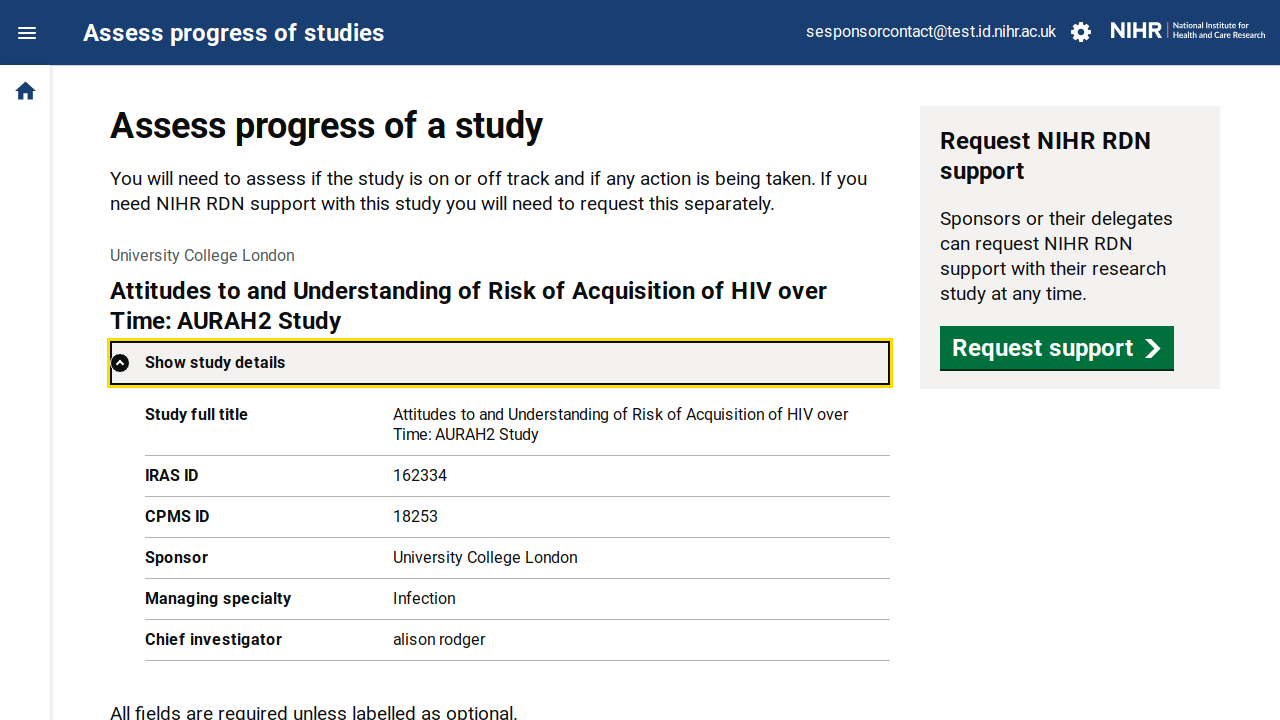 Assess progress of studies
sesponsorcontact@test.id.nihr.ac.uk
NIHR | National Institute for
Health and Care Research
Assess progress of a study
You will need to assess if the study is on or off track and if any action is being taken. If you
need NIHR RDN support with this study you will need to request this separately.
University College London
Attitudes to and Understanding of Risk of Acquisition of HIV over
Time: AURAH2 Study
Show study details
Study full title
Attitudes to and Understanding of Risk of Acquisition of HIV over
Time: AURAH2 Study
IRAS ID 162334
CPMS ID 18253
Sponsor University College London
Managing specialty Infection
Chief investigator alison rodger
All fields are required unless labelled as optional.
Request NIHR RDN
support
Sponsors or their delegates
can request NIHR RDN
support with their research
study at any time.
Request support